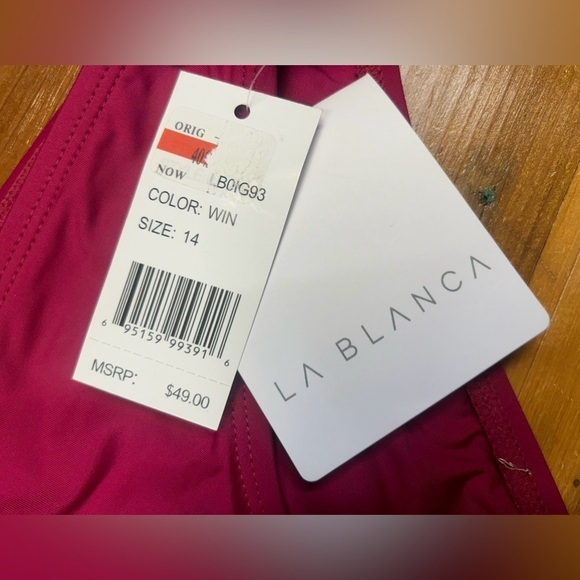 ORIG
NOW
LB0IG93
COLOR: WIN
SIZE: 14
6 95159 99391 6
MSRP: $49.00
LA BLANCA